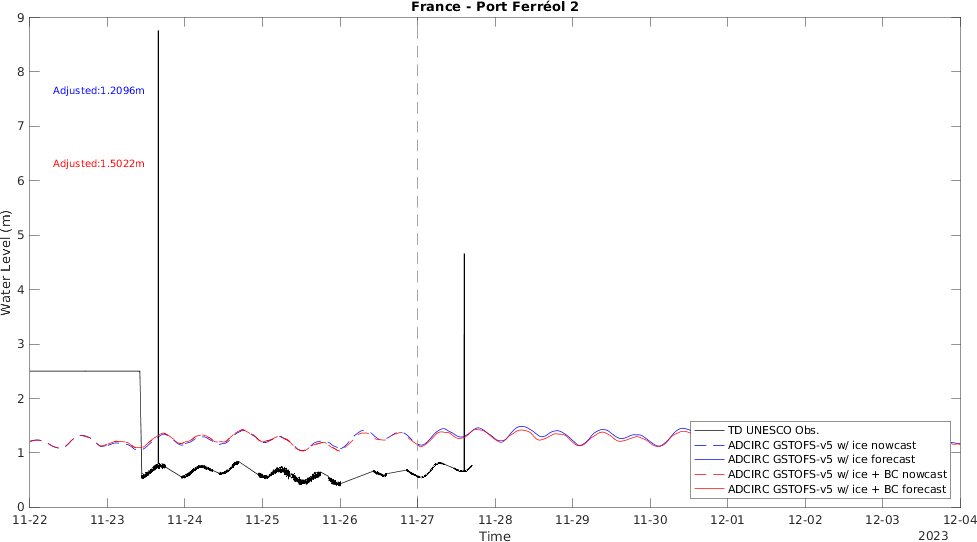 France - Port Ferréol 2
9
8
7
6
5
4
3
2
1
0
Water Level (m)
Adjusted:1.2096m
Adjusted:1.5022m
TD UNESCO Obs.
ADCIRC GSTOFS-v5 w/ ice nowcast
ADCIRC GSTOFS-v5 w/ ice forecast
ADCIRC GSTOFS-v5 w/ ice + BC nowcast
ADCIRC GSTOFS-v5 w/ ice + BC forecast
11-22 11-23 11-24 11-25 11-26 11-27 11-28 11-29 11-30 12-01 12-02 12-03 12-04
Time
2023